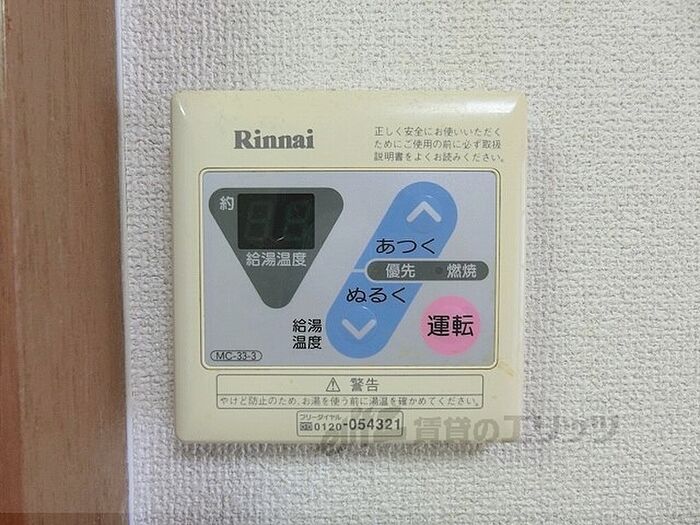 Rinnai
正しく安全にお使いいただく
ためにご使用の前に必ず取扱
説明書をよくお読みください。
約
給湯温度
あつく
優先 燃焼
ぬるく
給湯
温度
運転
MC-33-3
⚠ 警告
やけど防止のため、お湯を使う前に湯温を確かめてください。
フリーダイヤル
0120-054321
賃貸のエリッツ